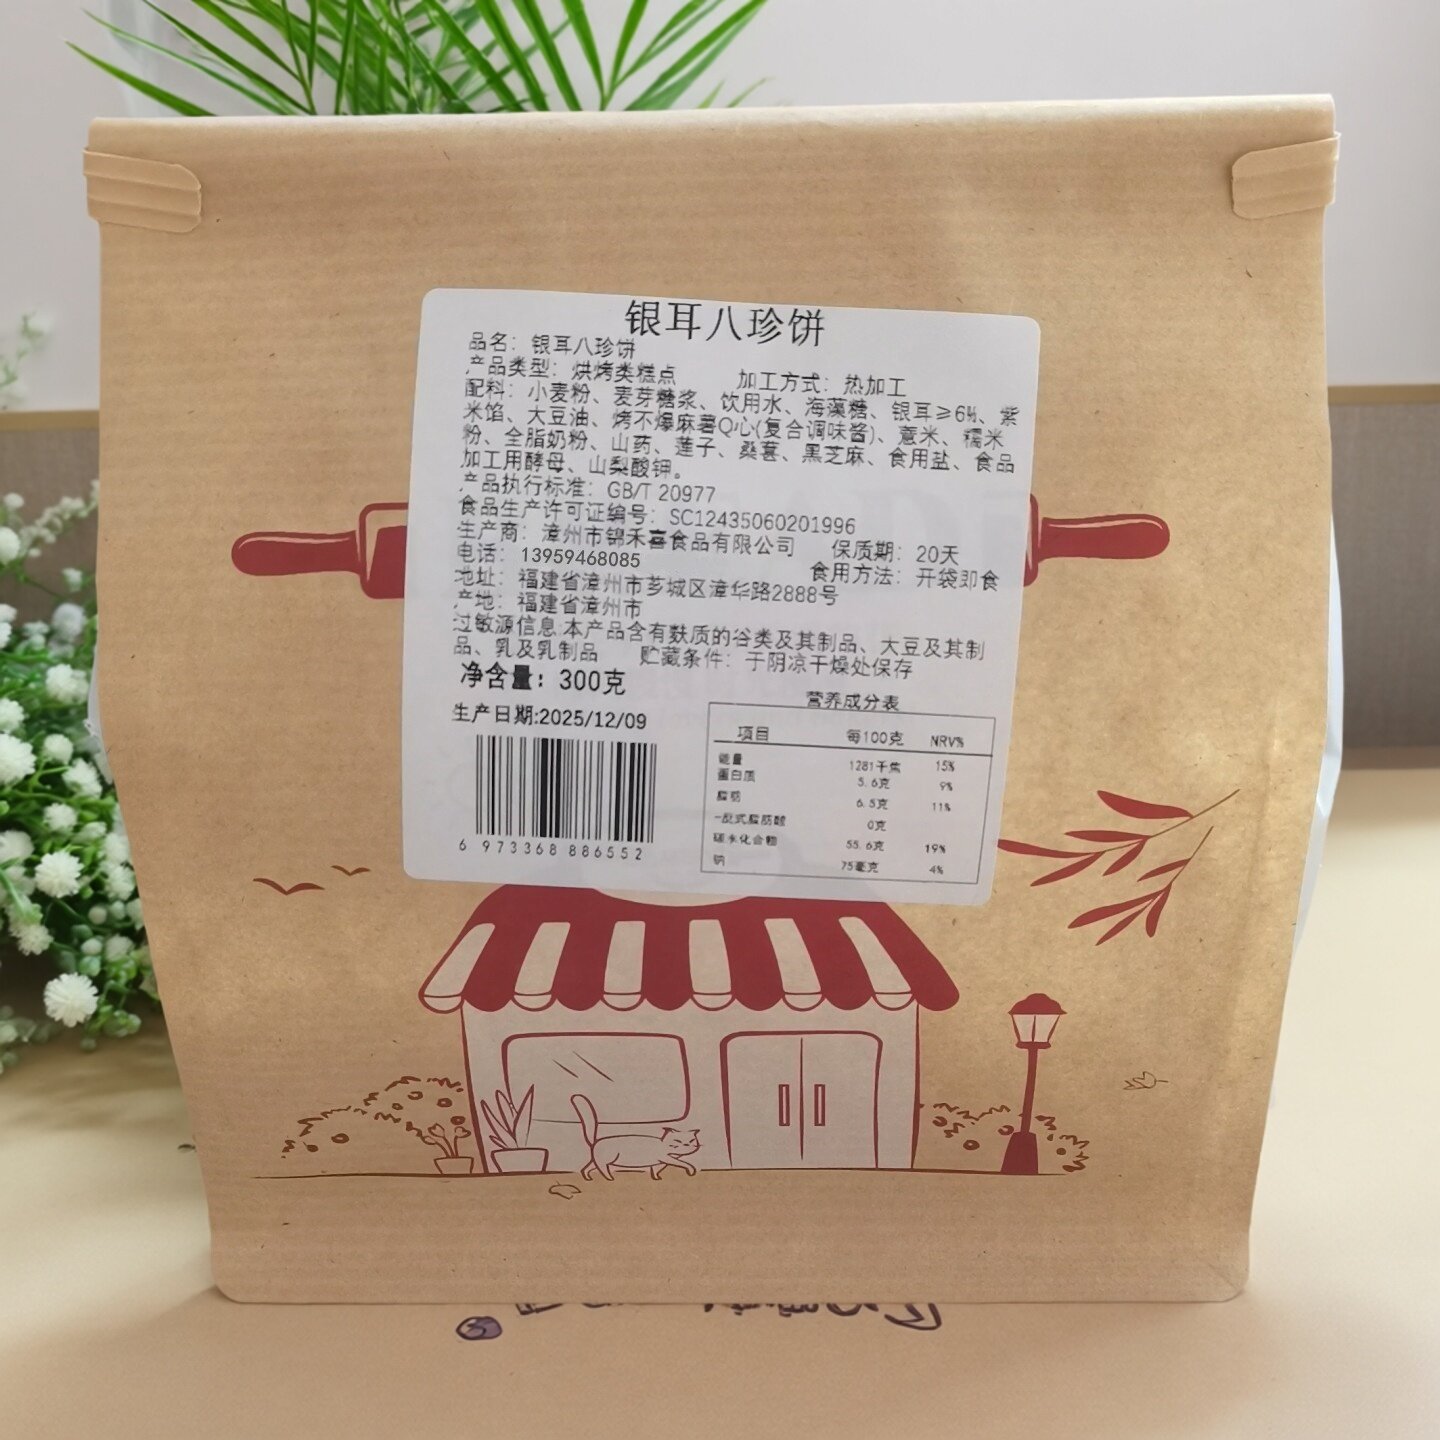 银耳八珍饼
品名：银耳八珍饼
产品类型：烘烤类糕点 加工方式：热加工
配料：小麦粉、麦芽糖浆、饮用水、海藻糖、银耳≥6%、紫
米馅、大豆油、烤不爆麻薯Q心(复合调味酱)、薏米、糯米
粉、全脂奶粉、山药、莲子、桑葚、黑芝麻、食用盐、食品
加工用酵母、山梨酸钾。
产品执行标准：GB/T 20977
食品生产许可证编号：SC12435060201996
生产商：漳州市锦禾喜食品有限公司 保质期：20天
电话：13959468085 食用方法：开袋即食
地址：福建省漳州市芗城区漳华路2888号
产地：福建省漳州市
过敏源信息:本产品含有麸质的谷类及其制品、大豆及其制
品、乳及乳制品 贮藏条件：于阴凉干燥处保存
净含量：300克
生产日期:2025/12/09
6 973368 886552
营养成分表
项目 每100克 NRV%
能量 1281千焦 15%
蛋白质 5.6克 9%
脂肪 6.5克 11%
-反式脂肪酸 0克
碳水化合物 55.6克 19%
钠 75毫克 4%